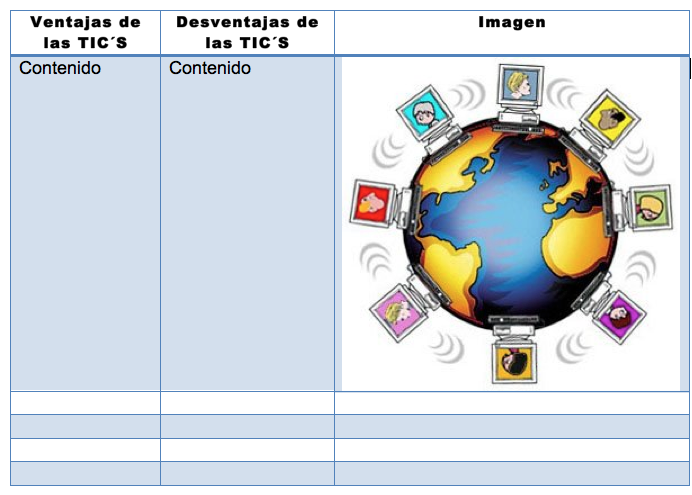 Ventajas de
las TIC´S
Desventajas de
las TIC´S
Imagen
Contenido
Contenido